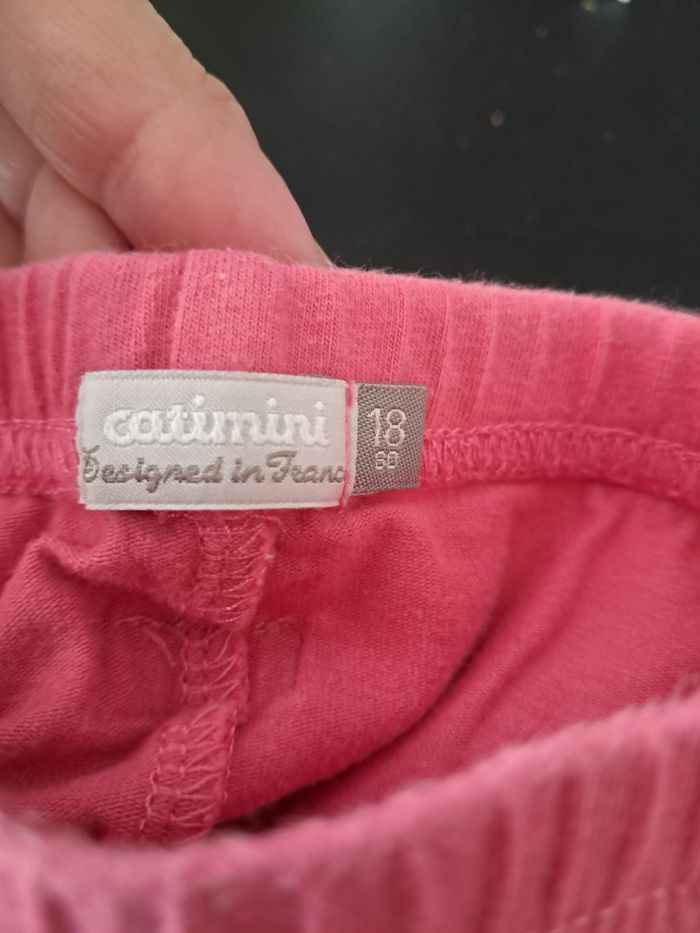 catimini
Designed in Franc
18